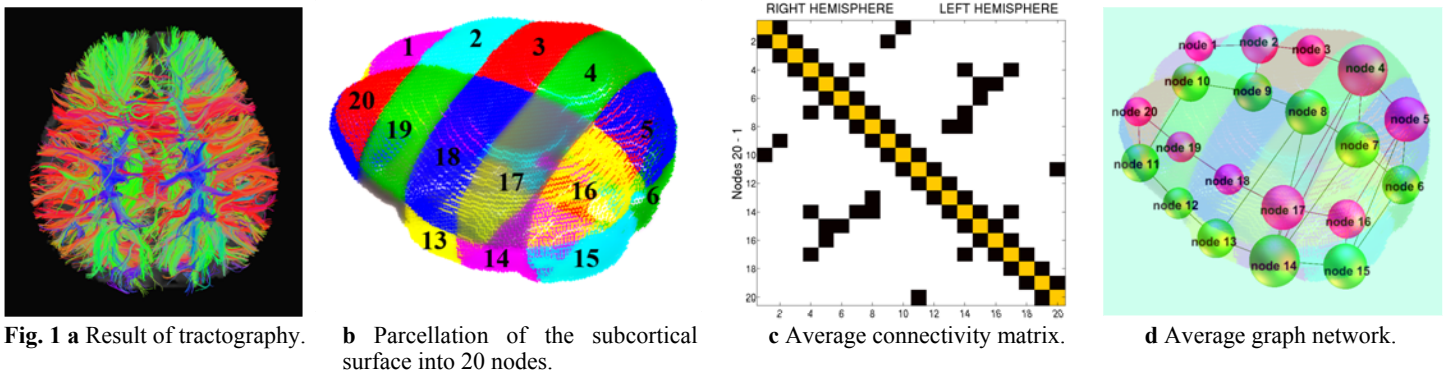 1
2
3
4
5
6
20
19
18
17
16
13
14
15
RIGHT HEMISPHERE LEFT HEMISPHERE
Nodes 20 - 1
2
4
6
8
10
12
14
16
18
20
2 4 6 8 10 12 14 16 18 20
node 1
node 2
node 3
node 4
node 10
node 9
node 8
node 5
node 20
node 7
node 19
node 11
node 18
node 6
node 12
node 17
node 16
node 13
node 14
node 15
Fig. 1 a Result of tractography.
b Parcellation of the subcortical
surface into 20 nodes.
c Average connectivity matrix.
d Average graph network.